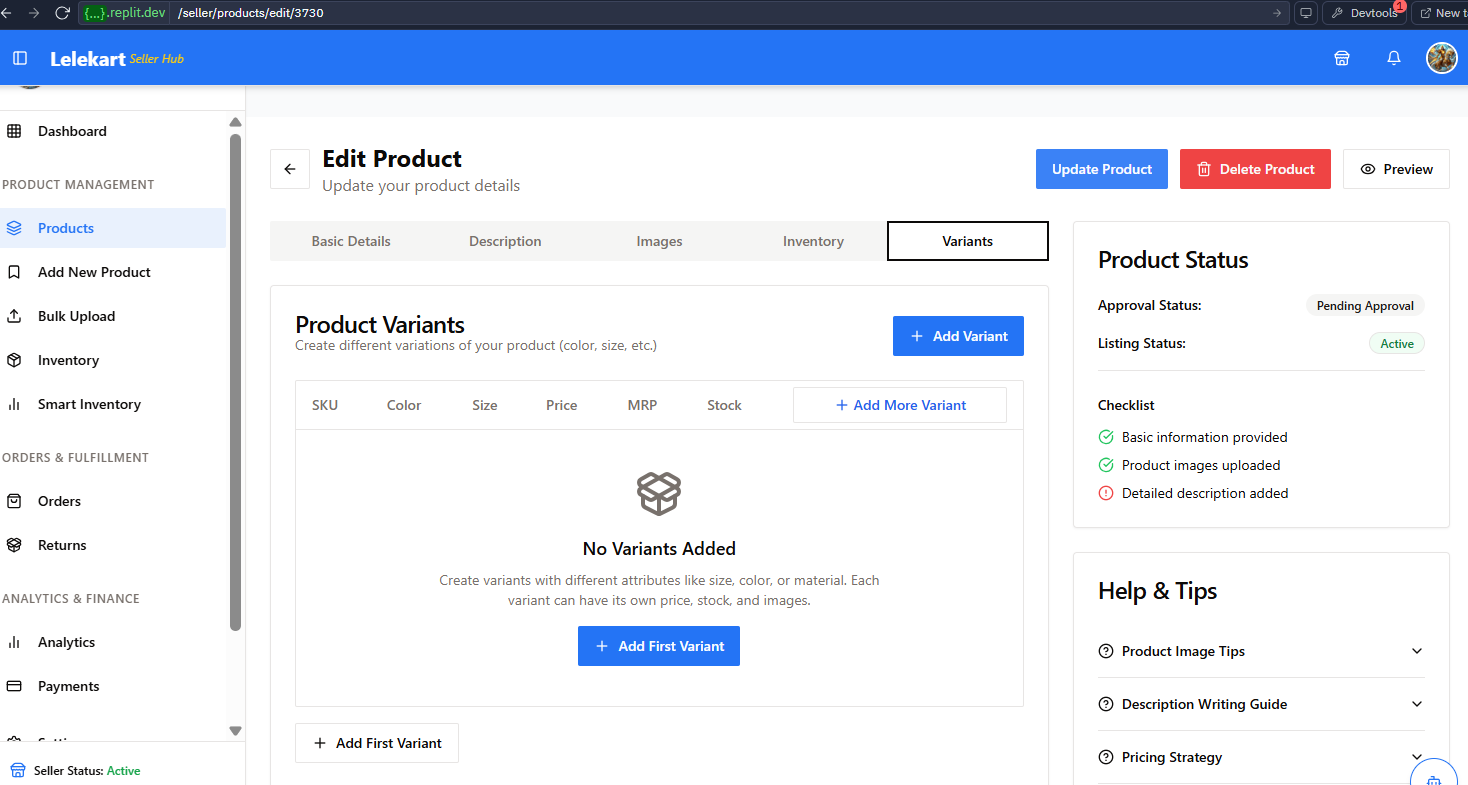 {...}.replit.dev /seller/products/edit/3730
Devtools 1
New t
Lelekart Seller Hub
Dashboard
PRODUCT MANAGEMENT
Products
Add New Product
Bulk Upload
Inventory
Smart Inventory
ORDERS & FULFILLMENT
Orders
Returns
ANALYTICS & FINANCE
Analytics
Payments
Seller Status: Active
Edit Product
Update your product details
Update Product
Delete Product
Preview
Basic Details
Description
Images
Inventory
Variants
Product Variants
Create different variations of your product (color, size, etc.)
+ Add Variant
SKU Color Size Price MRP Stock + Add More Variant
No Variants Added
Create variants with different attributes like size, color, or material. Each
variant can have its own price, stock, and images.
+ Add First Variant
+ Add First Variant
Product Status
Approval Status: Pending Approval
Listing Status: Active
Checklist
Basic information provided
Product images uploaded
Detailed description added
Help & Tips
Product Image Tips
Description Writing Guide
Pricing Strategy